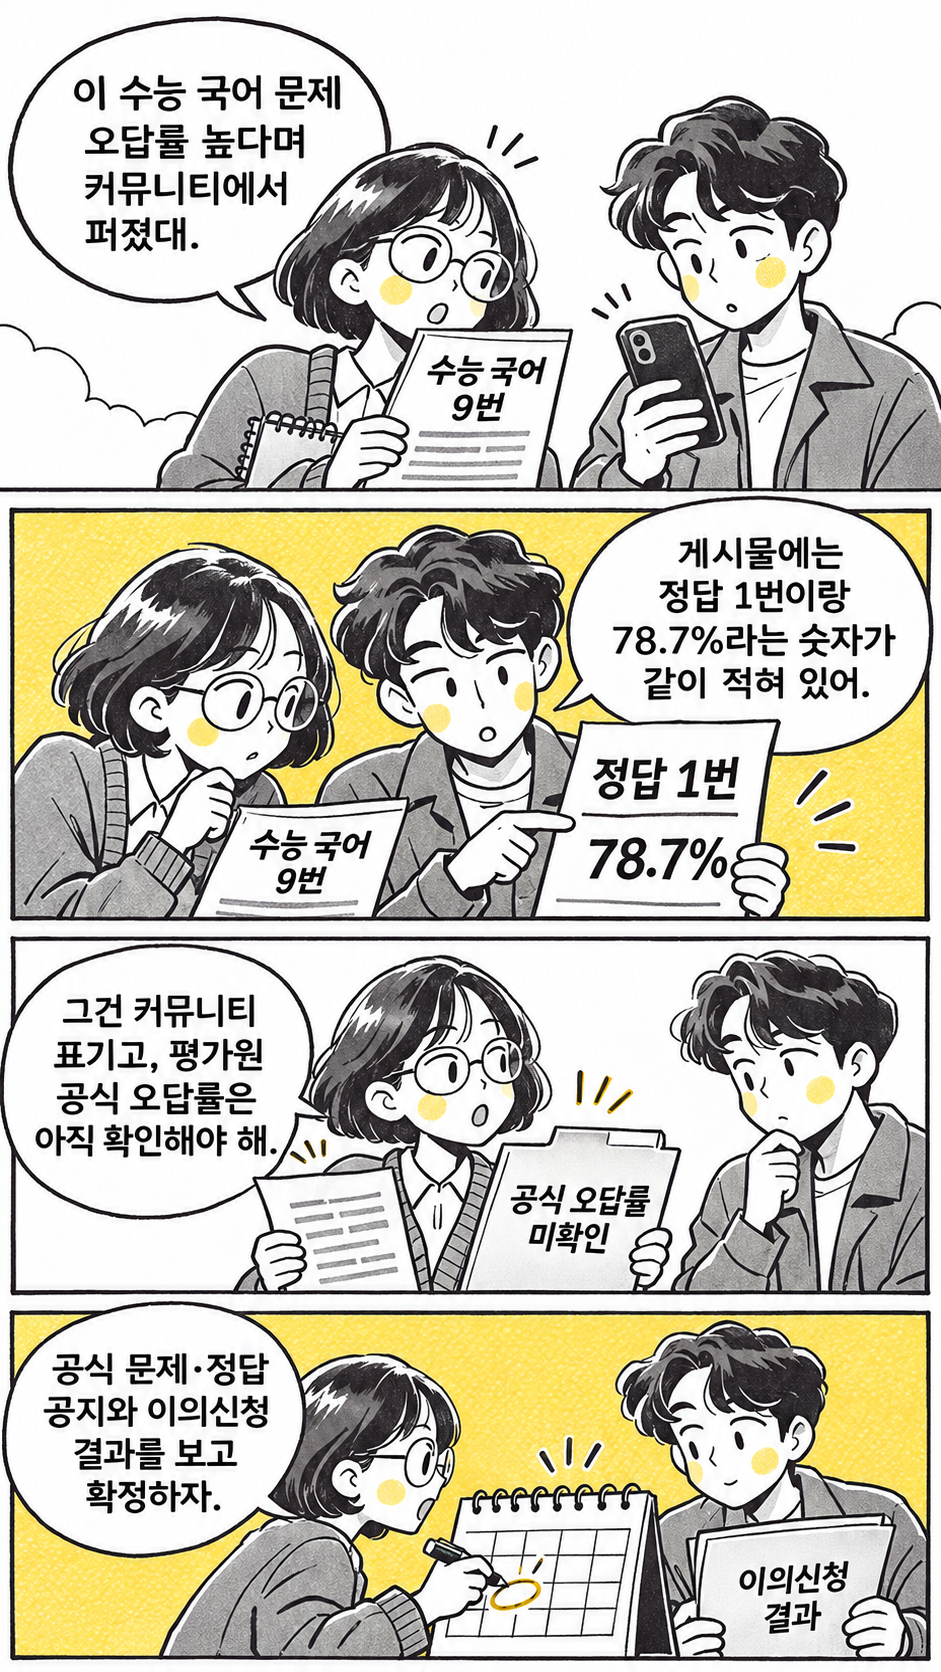 이 수능 국어 문제
오답률 높다며
커뮤니티에서
퍼졌대.
수능 국어
9번
게시물에는
정답 1번이랑
78.7%라는 숫자가
같이 적혀 있어.
정답 1번
78.7%
수능 국어
9번
그건 커뮤니티
표기고, 평가원
공식 오답률은
아직 확인해야 해.
공식 오답률
미확인
공식 문제·정답
공지와 이의신청
결과를 보고
확정하자.
이의신청
결과